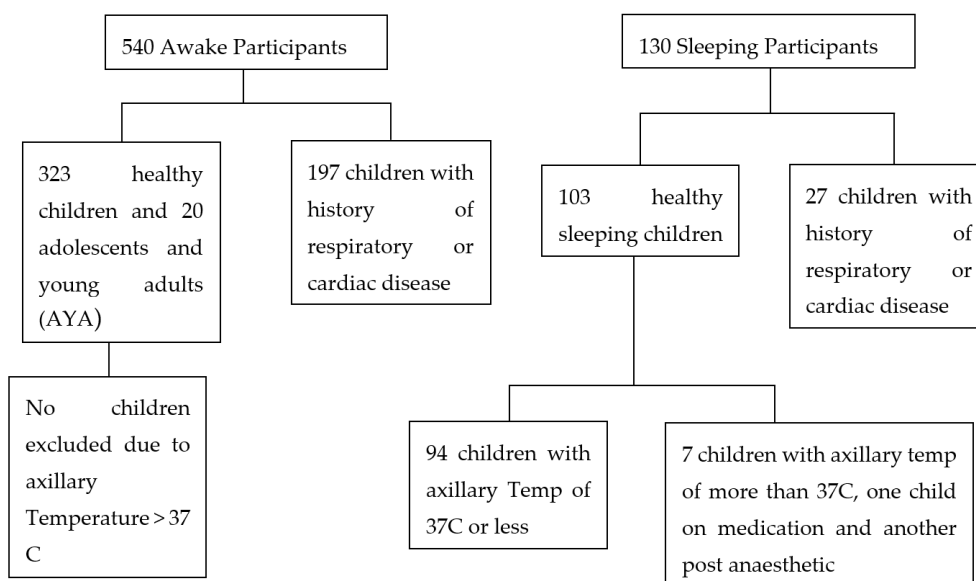 540 Awake Participants
130 Sleeping Participants
323 healthy
children and 20
adolescents and
young adults
(AYA)
197 children with
history of
respiratory or
cardiac disease
103 healthy
sleeping children
27 children with
history of
respiratory or
cardiac disease
No children
excluded due to
axillary
Temperature > 37
C
94 children with
axillary Temp of
37C or less
7 children with axillary temp
of more than 37C, one child
on medication and another
post anaesthetic